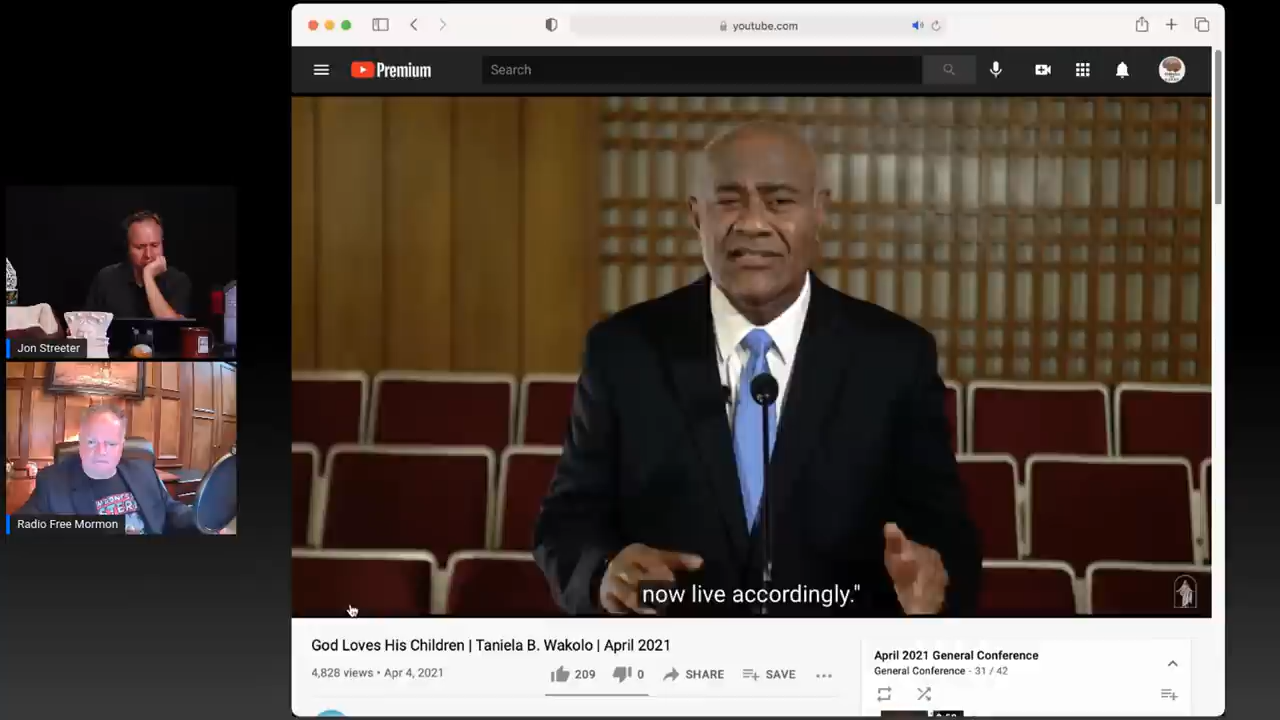 youtube.com
Premium
Search
now live accordingly."
Jon Streeter
Radio Free Mormon
God Loves His Children | Taniela B. Wakolo | April 2021
4,828 views • Apr 4, 2021
209
0
SHARE
SAVE
April 2021 General Conference
General Conference - 31 / 42